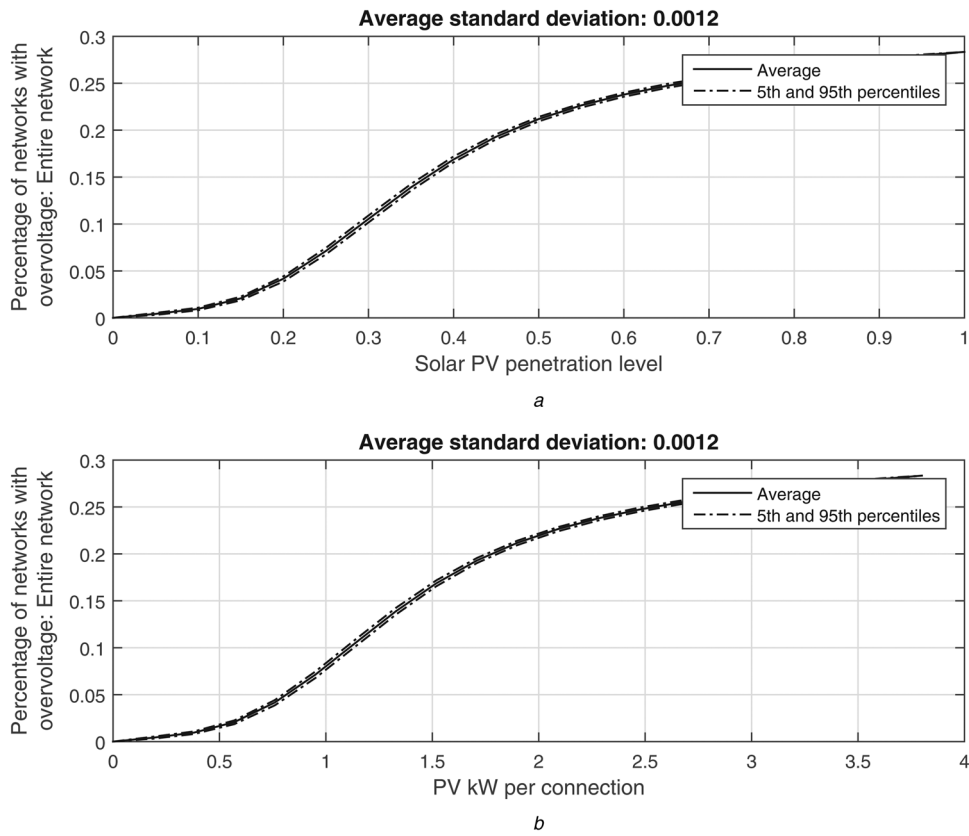 Average standard deviation: 0.0012
Percentage of networks with
overvoltage: Entire network
0.3
0.25
0.2
0.15
0.1
0.05
0
Average
5th and 95th percentiles
0 0.1 0.2 0.3 0.4 0.5 0.6 0.7 0.8 0.9 1
Solar PV penetration level
a
Average standard deviation: 0.0012
Percentage of networks with
overvoltage: Entire network
0.3
0.25
0.2
0.15
0.1
0.05
0
Average
5th and 95th percentiles
0 0.5 1 1.5 2 2.5 3 3.5 4
PV kW per connection
b